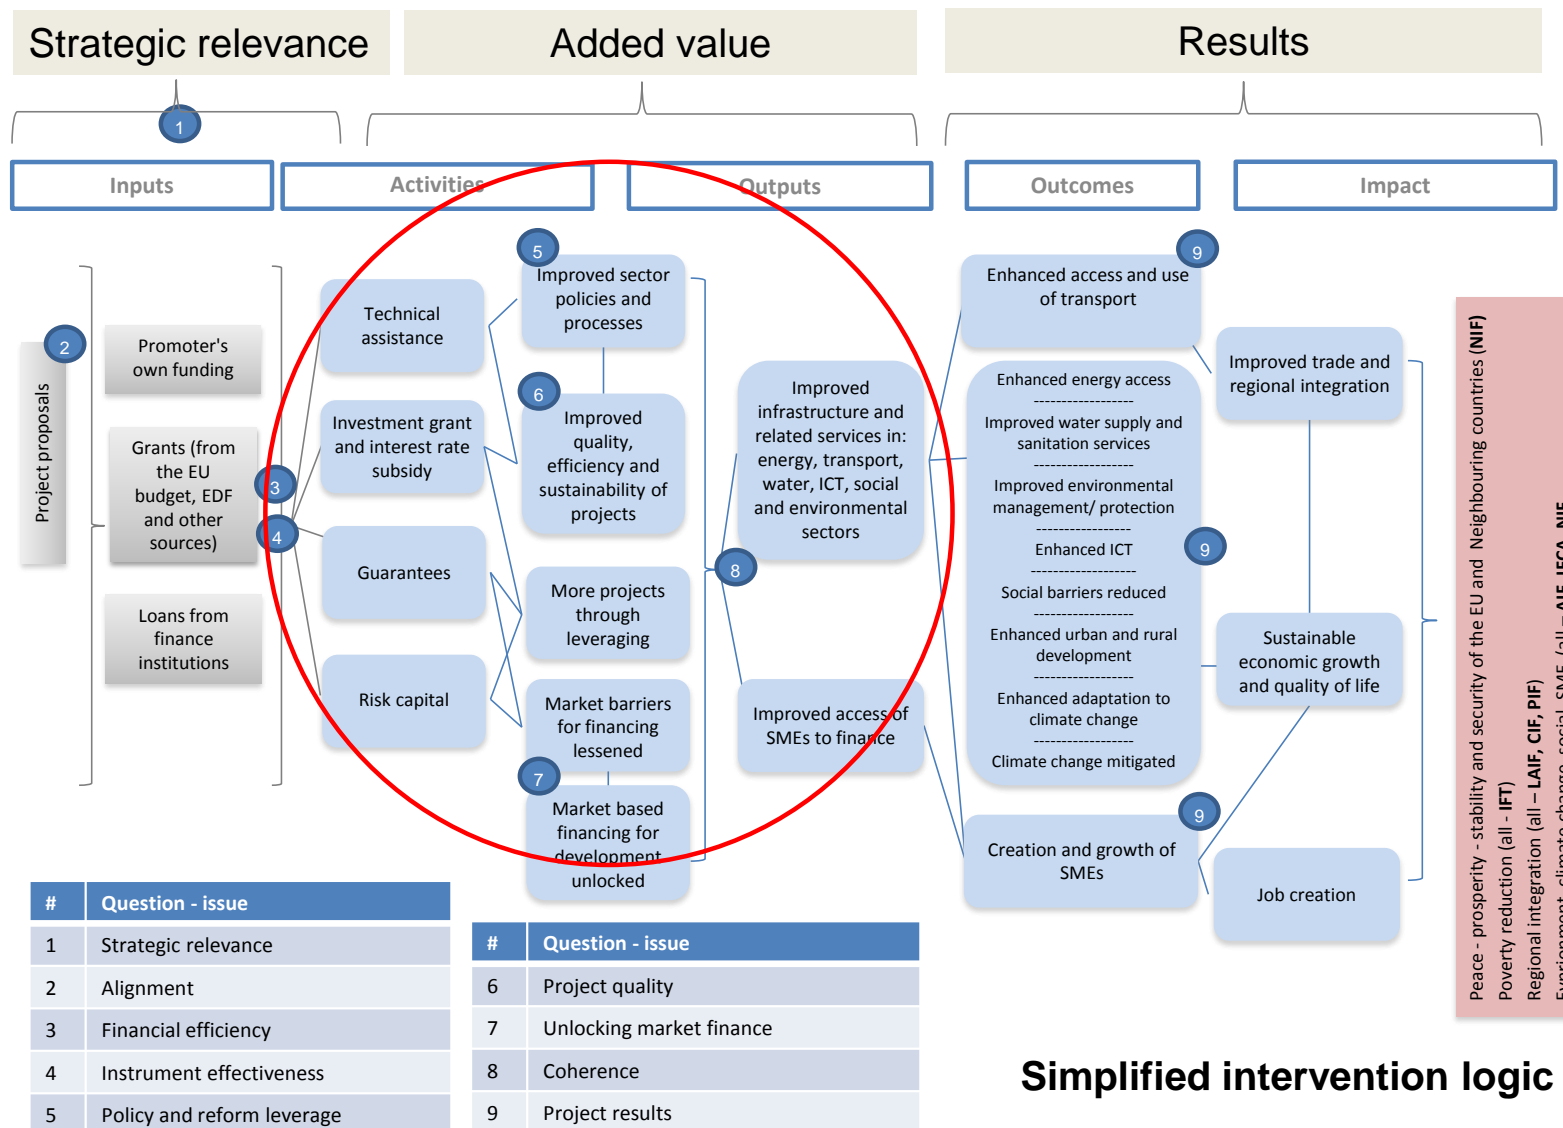 Strategic relevance
Added value
Results
1
Inputs
Activities
Outputs
Outcomes
Impact
Project proposals
2
Promoter's
own funding
Grants (from
the EU
budget, EDF
and other
sources)
Loans from
finance
institutions
3
4
Technical
assistance
Investment grant
and interest rate
subsidy
Guarantees
Risk capital
5
Improved sector
policies and
processes
6
Improved
quality,
efficiency and
sustainability of
projects
More projects
through
leveraging
Market barriers
for financing
lessened
7
Market based
financing for
development
unlocked
8
Improved
infrastructure and
related services in:
energy, transport,
water, ICT, social
and environmental
sectors
Improved access of
SMEs to finance
9
Enhanced access and use
of transport
Enhanced energy access
------------------
Improved water supply and
sanitation services
------------------
Improved environmental
management/ protection
-----------------
Enhanced ICT
-------------------
Social barriers reduced
------------------
Enhanced urban and rural
development
------------------
Enhanced adaptation to
climate change
------------------
Climate change mitigated
9
9
Creation and growth of
SMEs
Improved trade and
regional integration
Sustainable
economic growth
and quality of life
Job creation
Peace - prosperity - stability and security of the EU and Neighbouring countries (NIF)
Poverty reduction (all - IFT)
Regional integration (all – LAIF, CIF, PIF)
# Question - issue
1 Strategic relevance
2 Alignment
3 Financial efficiency
4 Instrument effectiveness
5 Policy and reform leverage
# Question - issue
6 Project quality
7 Unlocking market finance
8 Coherence
9 Project results
Simplified intervention logic